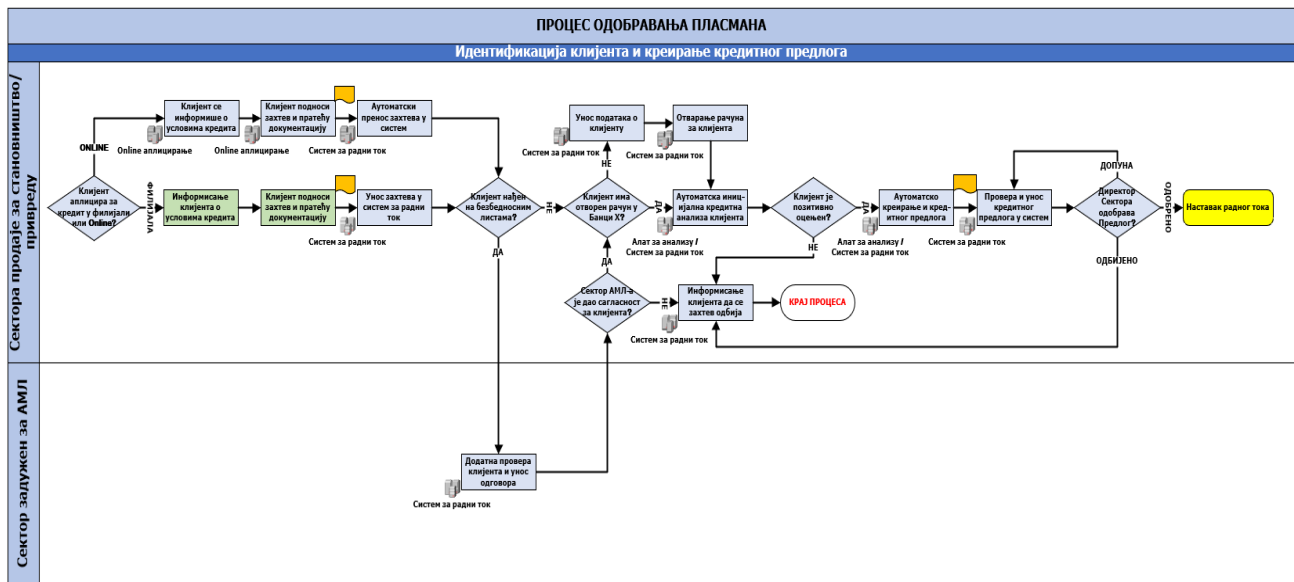 ПРОЦЕС ОДОБРАВАЊА ПЛАСМАНА
Идентификација клијента и креирање кредитног предлога
Сектора продаје за становништво/
привреду
Клијент
аплицира за
кредит у филијали
или Online?
ONLINE
Клијент се
информише о
условима кредита
Online аплицирање
Клијент подноси
захтев и пратећу
документацију
Online аплицирање
Аутоматски
пренос захтева у
систем
Систем за радни ток
ФИЛИЈАЛА
Информисање
клијента о
условима кредита
Клијент подноси
захтев и пратећу
документацију
Унос захтева у
систем за радни
ток
Систем за радни ток
Клијент нађен
на безбедносним
листама?
НЕ
ДА
Клијент има
отворен рачун у
Банци X?
НЕ
Унос података о
клијенту
Систем за радни ток
Отварање рачуна
за клијента
Систем за радни ток
ДА
Аутоматска иниц-
ијална кредитна
анализа клијента
Алат за анализу /
Систем за радни ток
Клијент је
позитивно
оцењен?
НЕ
ДА
Аутоматско
креирање и кред-
итног предлога
Алат за анализу /
Систем за радни ток
Провера и унос
кредитног
предлога у систем
Систем за радни ток
ДОПУНА
Директор
Сектора
одобрава
Предлог?
ОДОБРЕНО
Наставак радног тока
ОДБИЈЕНО
ДА
Сектор АМЛ-а
је дао сагласност
за клијента?
НЕ
Информисање
клијента да се
захтев одбија
Систем за радни ток
КРАЈ ПРОЦЕСА
Сектор задужен за АМЛ
Додатна провера
клијента и унос
одговора
Систем за радни ток